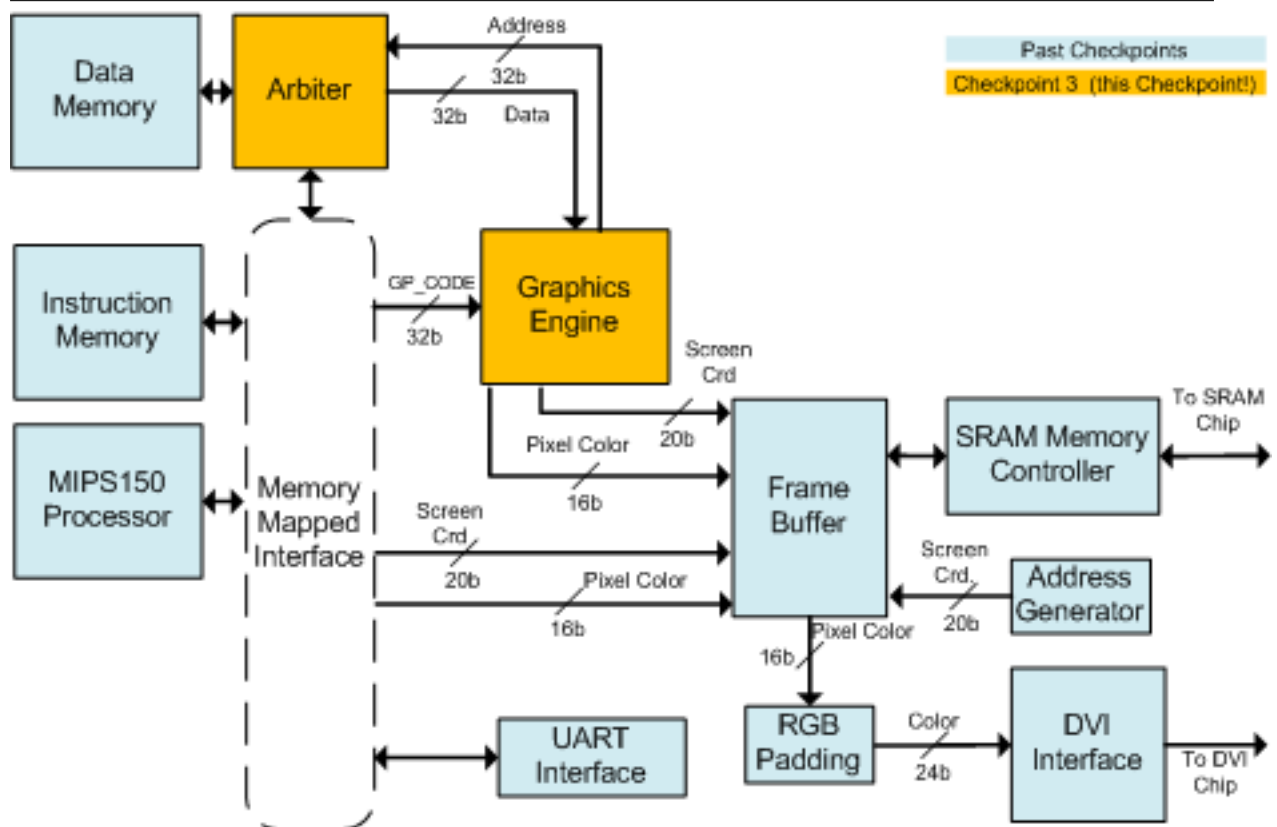 Address
32b
32b
Data
Past Checkpoints
Checkpoint 3 (this Checkpoint!)
Data
Memory
Arbiter
Instruction
Memory
GP_CODE
32b
Graphics
Engine
Screen
Crd
20b
Pixel Color
16b
MIPS150
Processor
Memory
Mapped
Interface
Screen
Crd
20b
Pixel Color
16b
Frame
Buffer
SRAM Memory
Controller
To SRAM
Chip
Screen
Crd
20b
Address
Generator
Pixel Color
16b
UART
Interface
RGB
Padding
Color
24b
DVI
Interface
To DVI
Chip